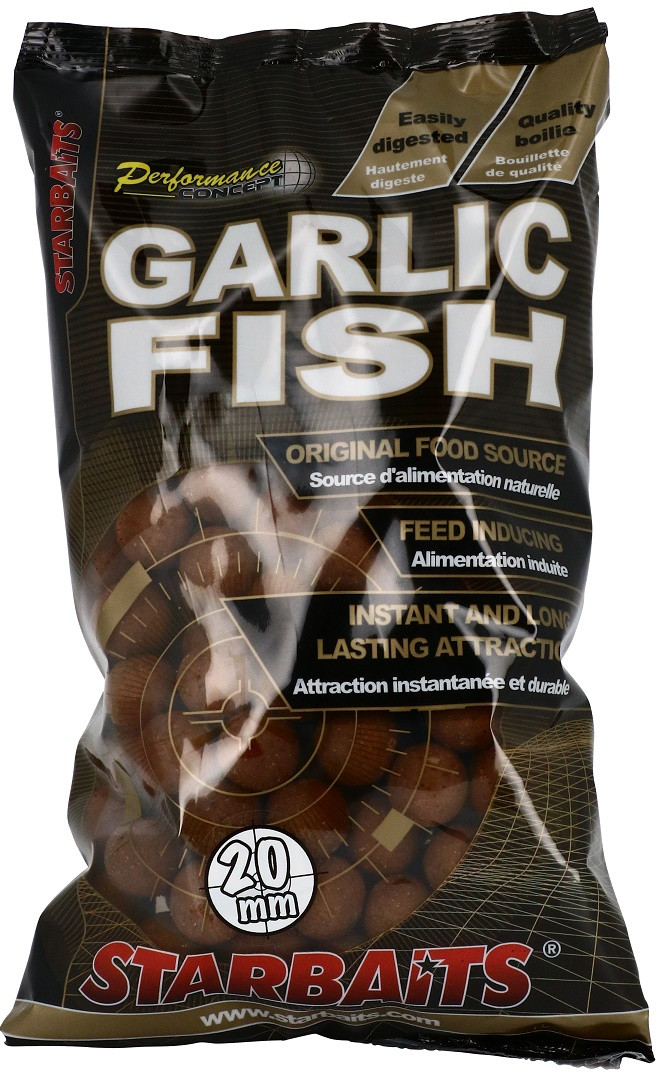 STARBAITS®
Easily
digested
Hautement
digeste
Quality
boilie
Bouillette
de qualité
Performance
CONCEPT
GARLIC
FISH
ORIGINAL FOOD SOURCE
Source d'alimentation naturelle
FEED INDUCING
Alimentation induite
INSTANT AND LONG
LASTING ATTRACTIO
Attraction instantanée et durable
20
mm
STARBAITS®
www.starbaits.com